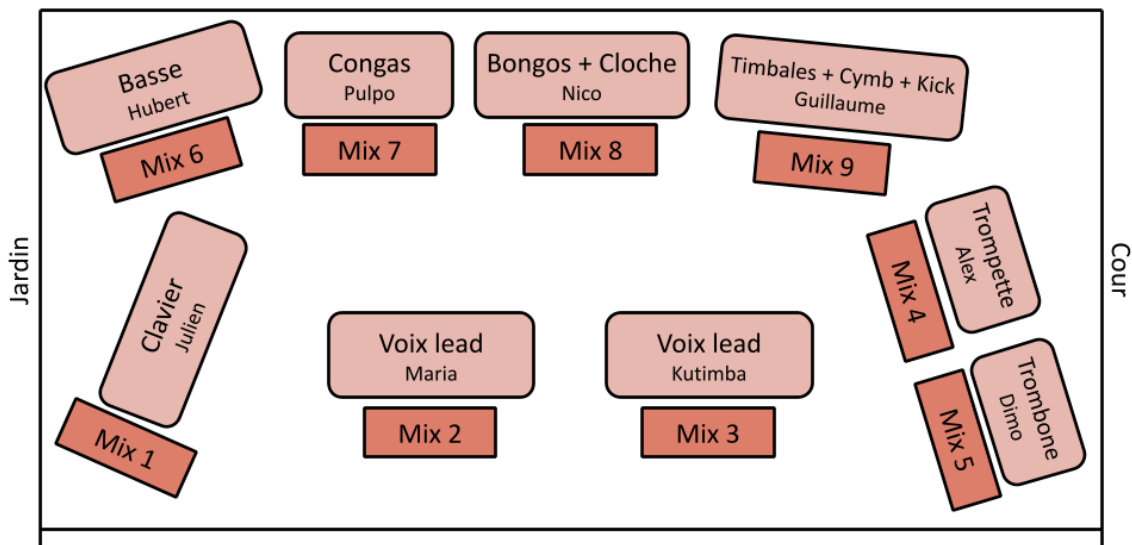 Basse
Hubert
Mix 6
Congas
Pulpo
Mix 7
Bongos + Cloche
Nico
Mix 8
Timbales + Cymb + Kick
Guillaume
Mix 9
Jardin
Clavier
Julien
Mix 1
Voix lead
Maria
Mix 2
Voix lead
Kutimba
Mix 3
Trompette
Alex
Mix 4
Trombone
Dimo
Mix 5
Cour